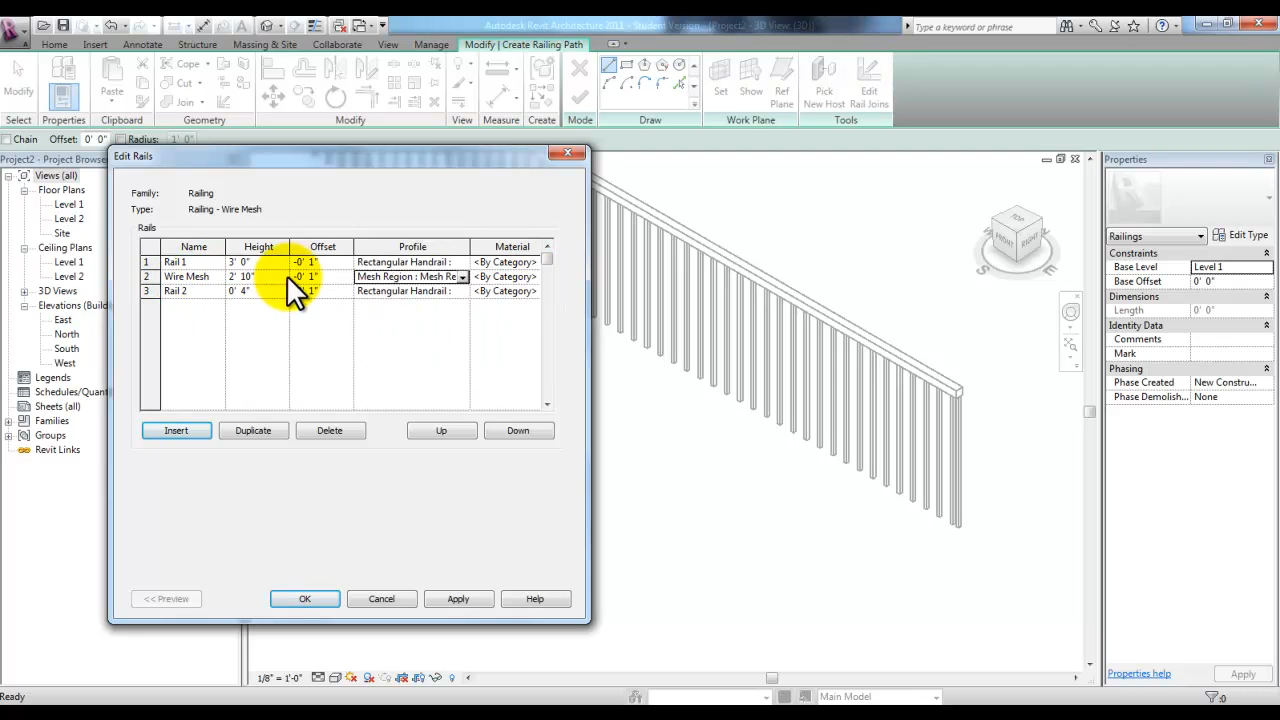 Autodesk Revit Architecture 2011 - Student Version - [Project2 - 3D View: {3D}]
Type a keyword or phrase
Home Insert Annotate Structure Massing & Site Collaborate View Manage Modify | Create Railing Path
Modify Paste Cope Cut Join Set Show Ref Plane Pick New Host Edit Rail Joins
Select Properties Clipboard Geometry Modify View Measure Create Mode Draw Work Plane Tools
Chain Offset: 0' 0" Radius: 1' 0"
Project2 - Project Browser
Views (all)
Floor Plans
Level 1
Level 2
Site
Ceiling Plans
Level 1
Level 2
3D Views
Elevations (Build
East
North
South
West
Legends
Schedules/Quant
Sheets (all)
Families
Groups
Revit Links
Edit Rails
Family: Railing
Type: Railing - Wire Mesh
Rails
Name Height Offset Profile Material
1 Rail 1 3' 0" -0' 1" Rectangular Handrail : <By Category>
2 Wire Mesh 2' 10" -0' 1" Mesh Region : Mesh Re <By Category>
3 Rail 2 0' 4" 1" Rectangular Handrail : <By Category>
Insert Duplicate Delete Up Down
<< Preview OK Cancel Apply Help
TOP
FRONT RIGHT
S E
Properties
Railings Edit Type
Constraints
Base Level Level 1
Base Offset 0' 0"
Dimensions
Length 0' 0"
Identity Data
Comments
Mark
Phasing
Phase Created New Constru...
Phase Demolish... None
Properties help Apply
1/8" = 1'-0"
Ready Main Model :0